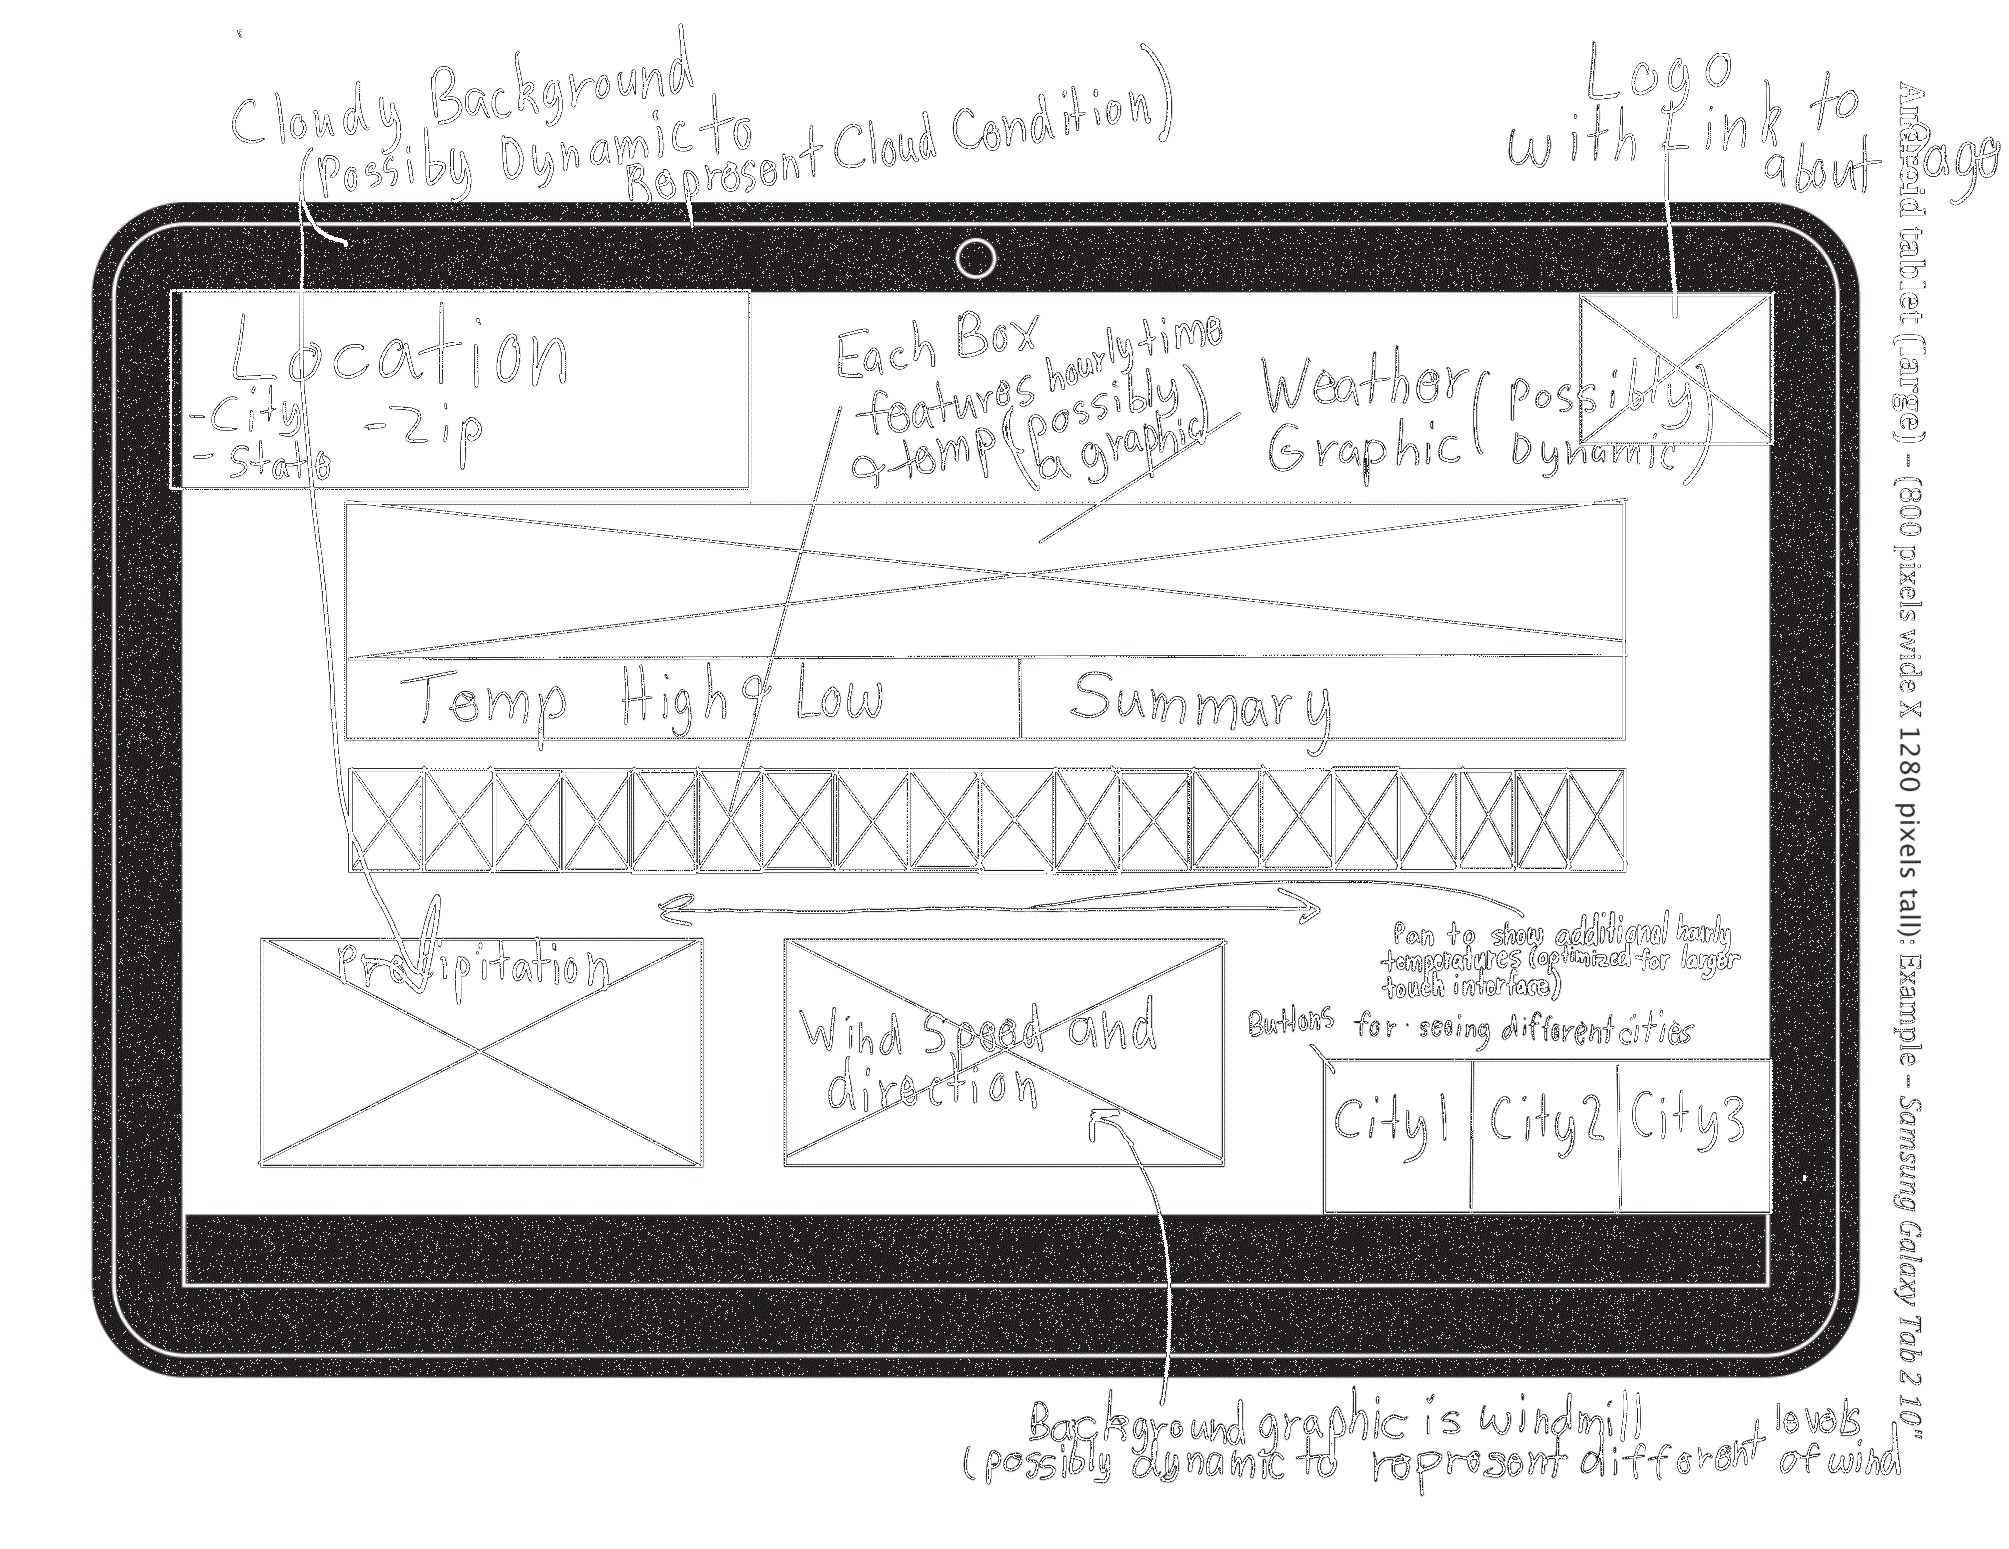 Cloudy Background
(Possiby Dynamic to
Represent Cloud Condition)
Logo
with Link to
about Page
Android tablet (large) – (800 pixels wide X 1280 pixels tall): Example – Samsung Galaxy Tab 2 10"
Location
-City -Zip
-State
Each Box
features hourly time
& temp (possibly
a graphic)
Weather (possibly
Graphic Dynamic)
Temp High & Low
Summary
Pan to show additional hourly
temperatures (optimized for larger
touch interface)
Precipitation
Wind Speed and
direction
Buttons for seeing different cities
City1 City2 City3
Background graphic is windmill
(possibly dynamic to represent different levels
of wind